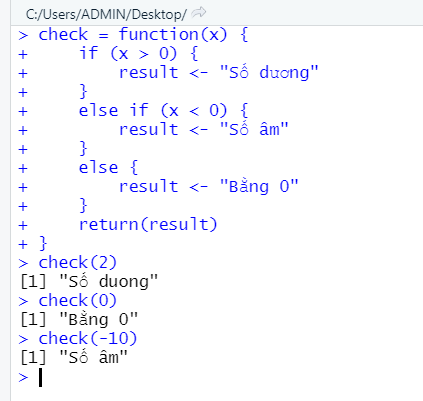 C:/Users/ADMIN/Desktop/
> check = function(x) {
+     if (x > 0) {
+         result <- "Số dương"
+     }
+     else if (x < 0) {
+         result <- "Số âm"
+     }
+     else {
+         result <- "Bằng 0"
+     }
+     return(result)
+ }
> check(2)
[1] "Số duong"
> check(0)
[1] "Bằng 0"
> check(-10)
[1] "Số âm"
>